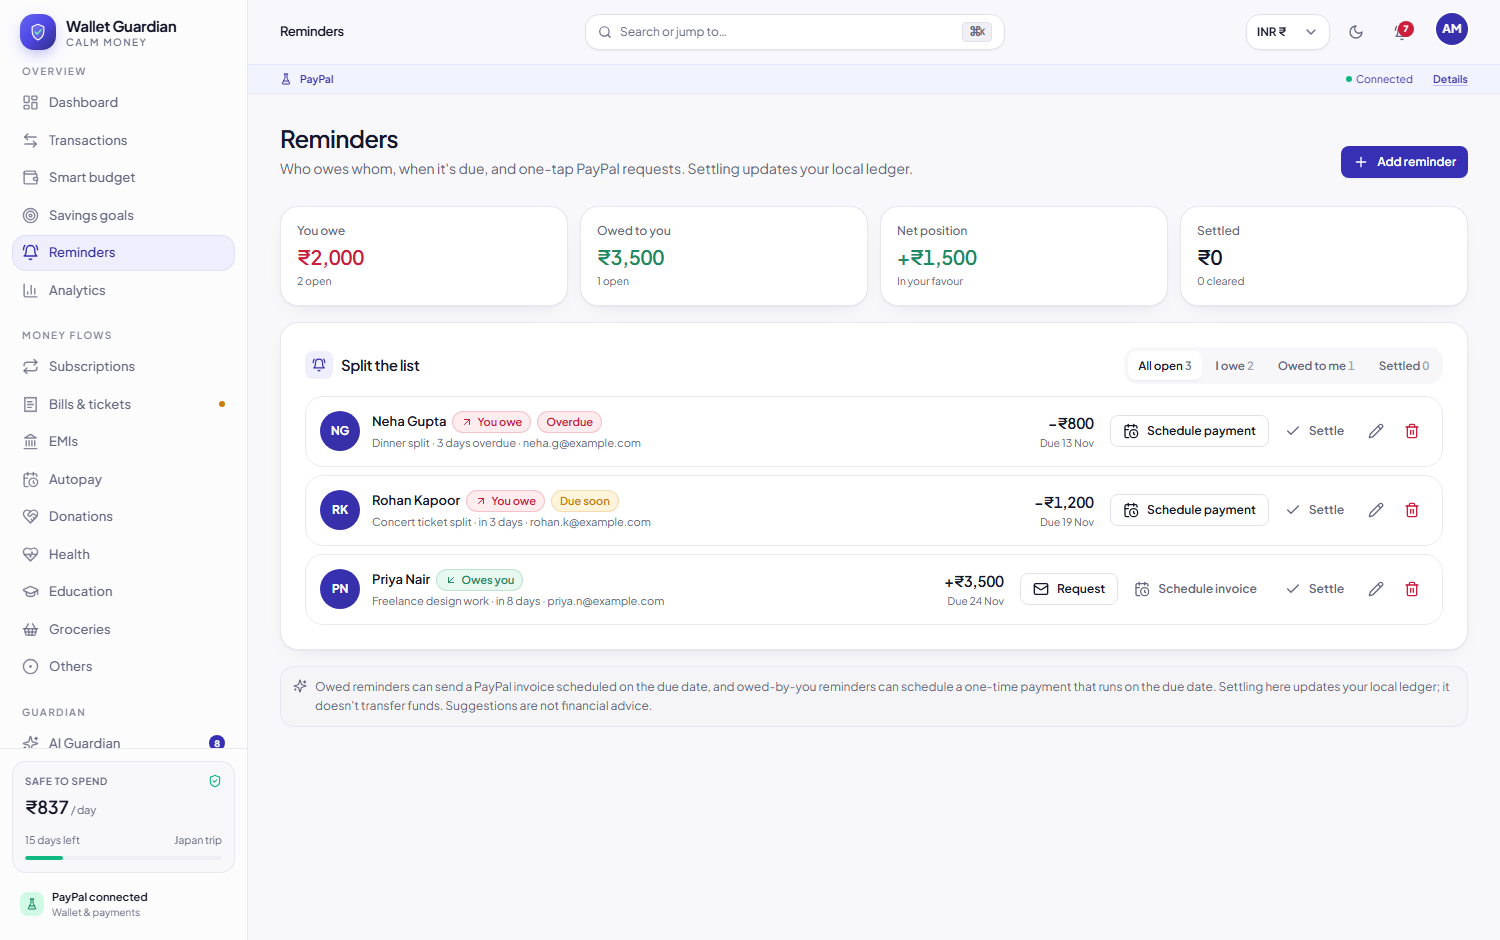 Wallet Guardian
CALM MONEY
OVERVIEW
Dashboard
Transactions
Smart budget
Savings goals
Reminders
Analytics
MONEY FLOWS
Subscriptions
Bills & tickets
EMIs
Autopay
Donations
Health
Education
Groceries
Others
GUARDIAN
AI Guardian 8
SAFE TO SPEND
₹837 / day
15 days left Japan trip
PayPal connected
Wallet & payments
Reminders
Search or jump to...
⌘K
INR ₹
7
AM
PayPal
Connected Details
Reminders
Who owes whom, when it's due, and one-tap PayPal requests. Settling updates your local ledger.
Add reminder
You owe
₹2,000
2 open
Owed to you
₹3,500
1 open
Net position
+₹1,500
In your favour
Settled
₹0
0 cleared
Split the list
All open 3 I owe 2 Owed to me 1 Settled 0
NG
Neha Gupta You owe Overdue
Dinner split · 3 days overdue · neha.g@example.com
−₹800
Due 13 Nov
Schedule payment Settle
RK
Rohan Kapoor You owe Due soon
Concert ticket split · in 3 days · rohan.k@example.com
−₹1,200
Due 19 Nov
Schedule payment Settle
PN
Priya Nair Owes you
Freelance design work · in 8 days · priya.n@example.com
+₹3,500
Due 24 Nov
Request Schedule invoice Settle
Owed reminders can send a PayPal invoice scheduled on the due date, and owed-by-you reminders can schedule a one-time payment that runs on the due date. Settling here updates your local ledger; it
doesn't transfer funds. Suggestions are not financial advice.